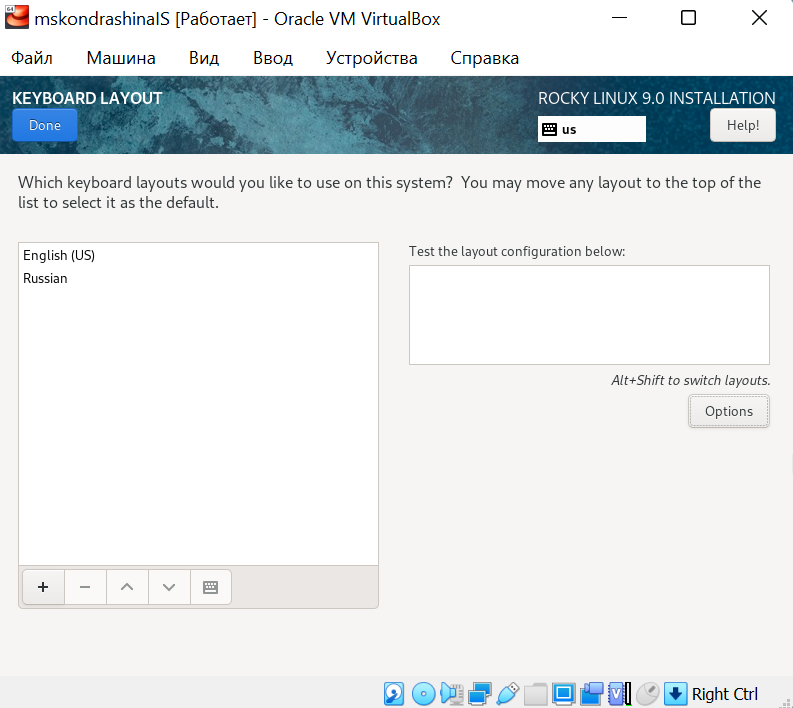 mskondrashinaIS [Работает] - Oracle VM VirtualBox
Файл Машина Вид Ввод Устройства Справка
KEYBOARD LAYOUT
ROCKY LINUX 9.0 INSTALLATION
Done
us
Help!
Which keyboard layouts would you like to use on this system?  You may move any layout to the top of the
list to select it as the default.
English (US)
Russian
Test the layout configuration below:
Alt+Shift to switch layouts.
Options
Right Ctrl